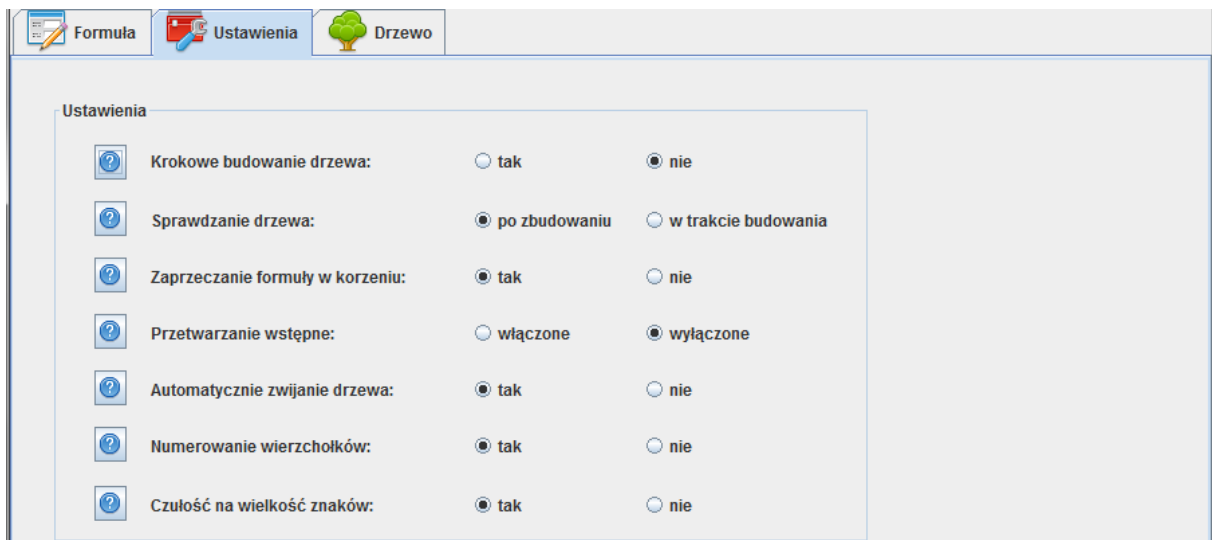 Formuła Ustawienia Drzewo
Ustawienia
Krokowe budowanie drzewa: tak nie
Sprawdzanie drzewa: po zbudowaniu w trakcie budowania
Zaprzeczanie formuły w korzeniu: tak nie
Przetwarzanie wstępne: włączone wyłączone
Automatycznie zwijanie drzewa: tak nie
Numerowanie wierzchołków: tak nie
Czułość na wielkość znaków: tak nie